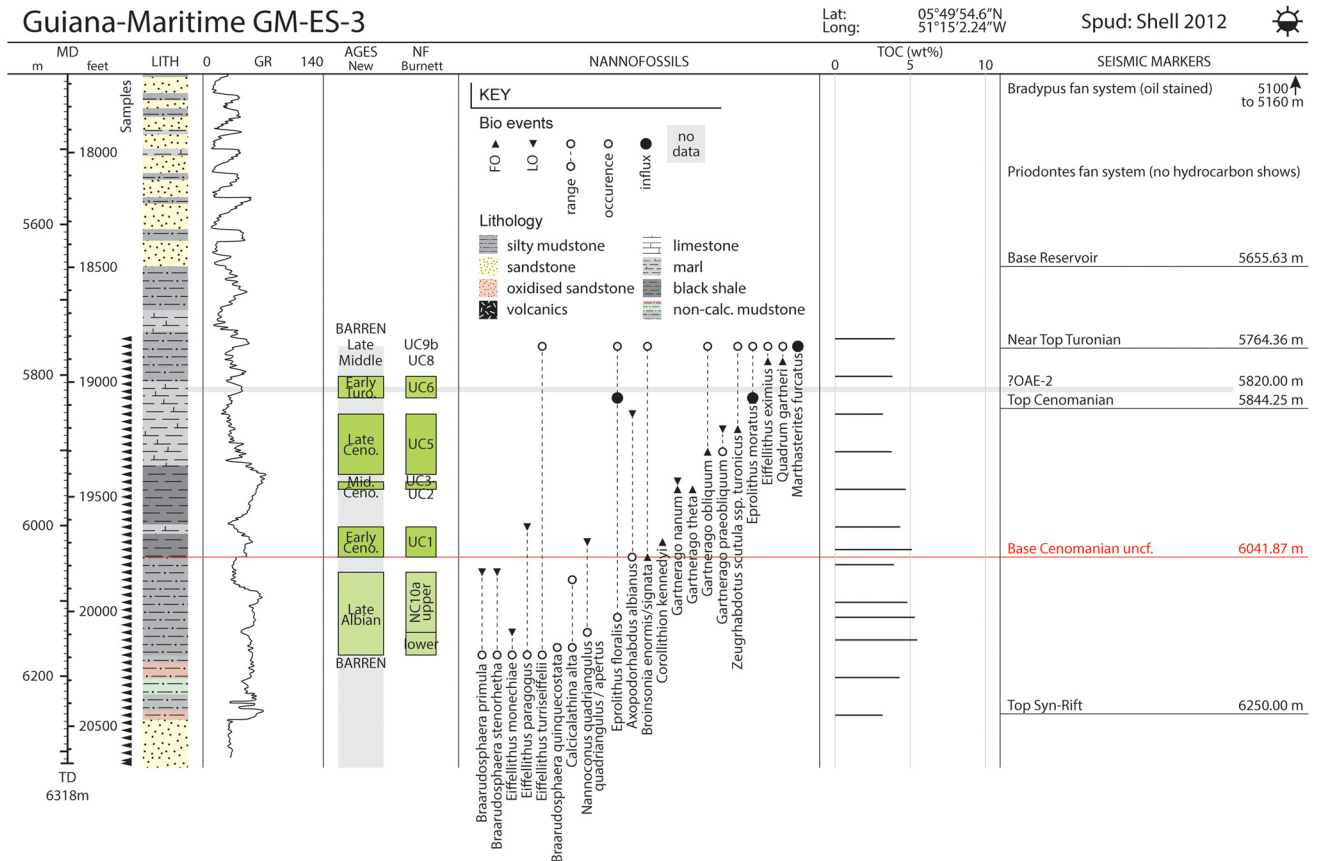 Guiana-Maritime GM-ES-3
Lat: 05°49´54.6"N
Long: 51°15´2.24"W
Spud: Shell 2012
MD
m feet
LITH
0 GR 140
AGES
New
NF
Burnett
NANNOFOSSILS
TOC (wt%)
0 5 10
SEISMIC MARKERS
Samples
18000
5600
18500
5800
19000
19500
6000
20000
6200
20500
TD
6318m
KEY
Bio events
FO
LO
range
occurence
influx
no
data
Lithology
silty mudstone
sandstone
oxidised sandstone
volcanics
limestone
marl
black shale
non-calc. mudstone
BARREN
Late
Middle
Early
Turo.
Late
Ceno.
Mid.
Ceno.
Early
Ceno.
Late
Albian
BARREN
UC9b
UC8
UC6
UC5
UC3
UC2
UC1
NC10a
upper
lower
Braarudosphaera primula
Braarudosphaera stenorhetha
Eiffellithus monechiae
Eiffellithus paragogus
Eiffellithus turriseiffelii
Braarudosphaera quinquecostata
Calcicalathina alta
Nannoconus quadriangulus
quadriangulus / apertus
Eprolithus floralis
Axopodorhabdus albianus
Broinsonia enormis/signata
Corollithion kennedyi
Gartnerago nanum
Gartnerago theta
Gartnerago obliquum
Gartnerago praeobliquum
Zeugrhabdotus scutula ssp. turonicus
Eprolithus moratus
Eiffellithus eximius
Quadrum gartneri
Marthasterites furcatus
Bradypus fan system (oil stained) 5100
to 5160 m
Priodontes fan system (no hydrocarbon shows)
Base Reservoir 5655.63 m
Near Top Turonian 5764.36 m
?OAE-2 5820.00 m
Top Cenomanian 5844.25 m
Base Cenomanian uncf. 6041.87 m
Top Syn-Rift 6250.00 m